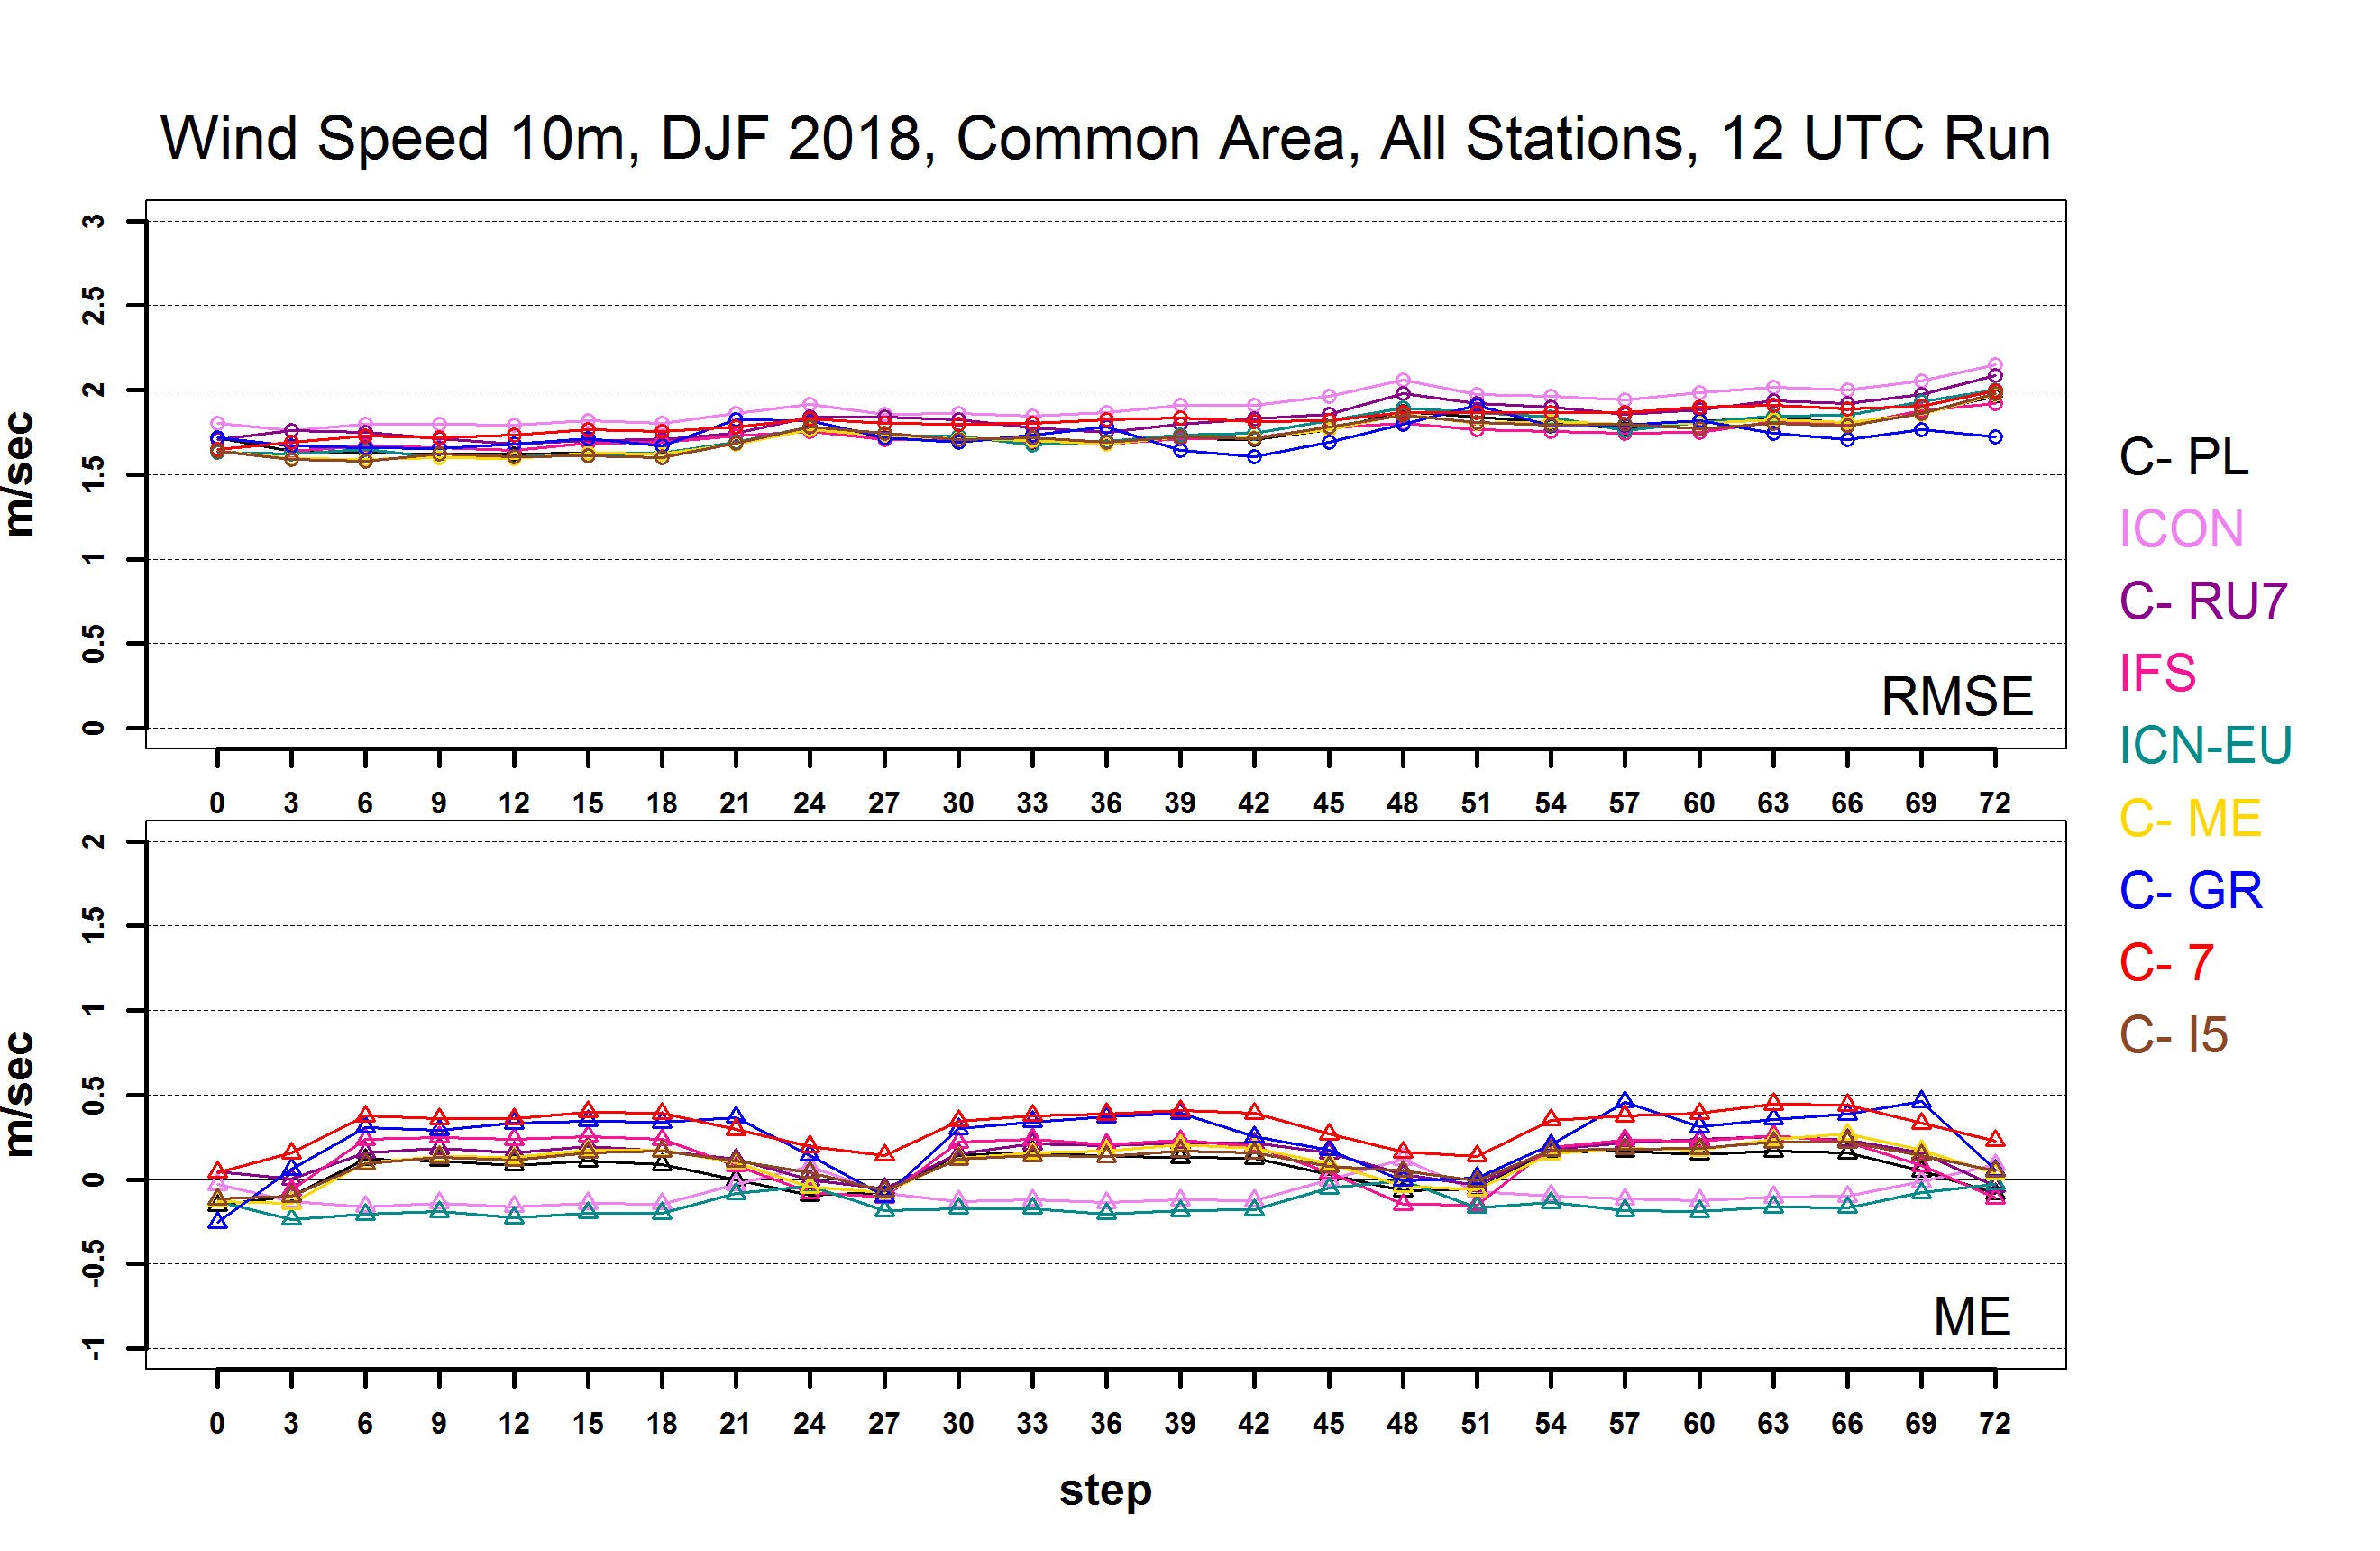 Wind Speed 10m, DJF 2018, Common Area, All Stations, 12 UTC Run
m/sec
3
2.5
2
1.5
1
0.5
0
RMSE
0 3 6 9 12 15 18 21 24 27 30 33 36 39 42 45 48 51 54 57 60 63 66 69 72
m/sec
2
1.5
1
0.5
0
-0.5
-1
ME
0 3 6 9 12 15 18 21 24 27 30 33 36 39 42 45 48 51 54 57 60 63 66 69 72
step
C- PL
ICON
C- RU7
IFS
ICN-EU
C- ME
C- GR
C- 7
C- I5